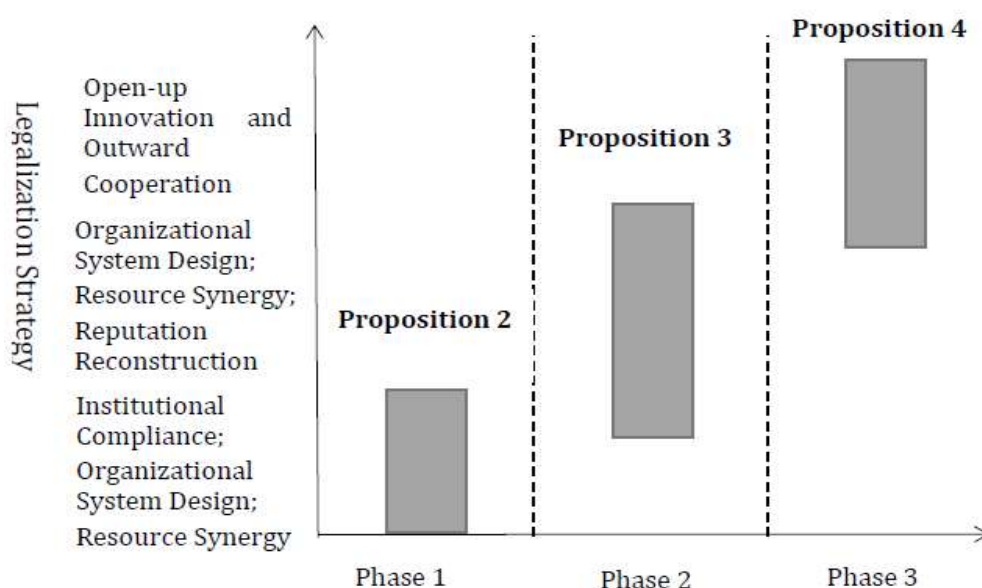 Proposition 4
Proposition 3
Proposition 2
Legalization Strategy
Open-up
Innovation and
Outward
Cooperation
Organizational
System Design;
Resource Synergy;
Reputation
Reconstruction
Institutional
Compliance;
Organizational
System Design;
Resource Synergy
Phase 1
Phase 2
Phase 3